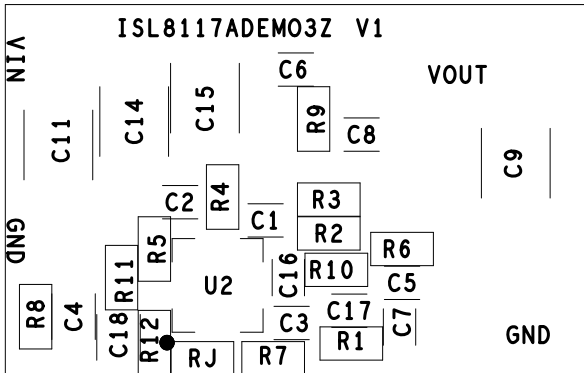 ISL8117ADEMO3Z V1
VIN
C6
VOUT
C15
C14
R9
C11
C8
C9
R4
C2
R3
C1
R2
GND
R5
R6
R11
C16
R10
U2
C5
R8
C4
C18
R12
C3
C17
C7
R1
GND
RJ
R7